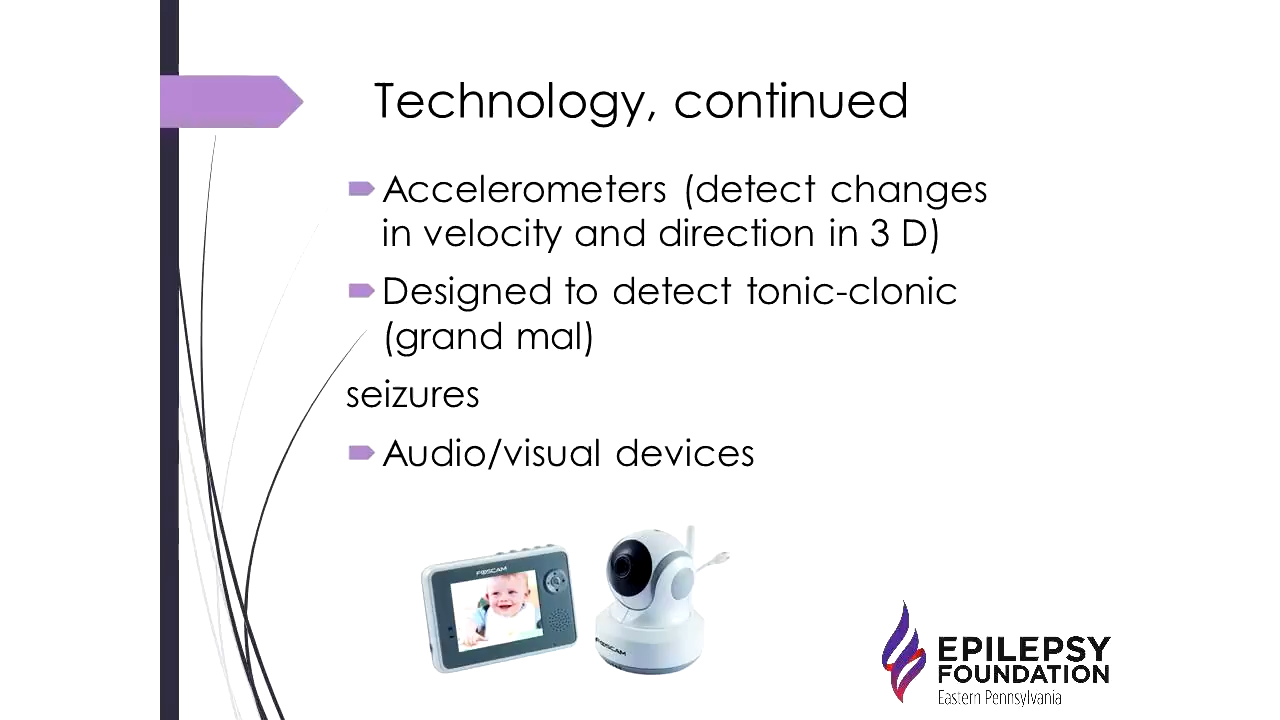 Technology, continued
Accelerometers (detect changes
in velocity and direction in 3 D)
Designed to detect tonic-clonic
(grand mal)
seizures
Audio/visual devices
FOSCAM
FOSCAM
EPILEPSY
FOUNDATION
Eastern Pennsylvania